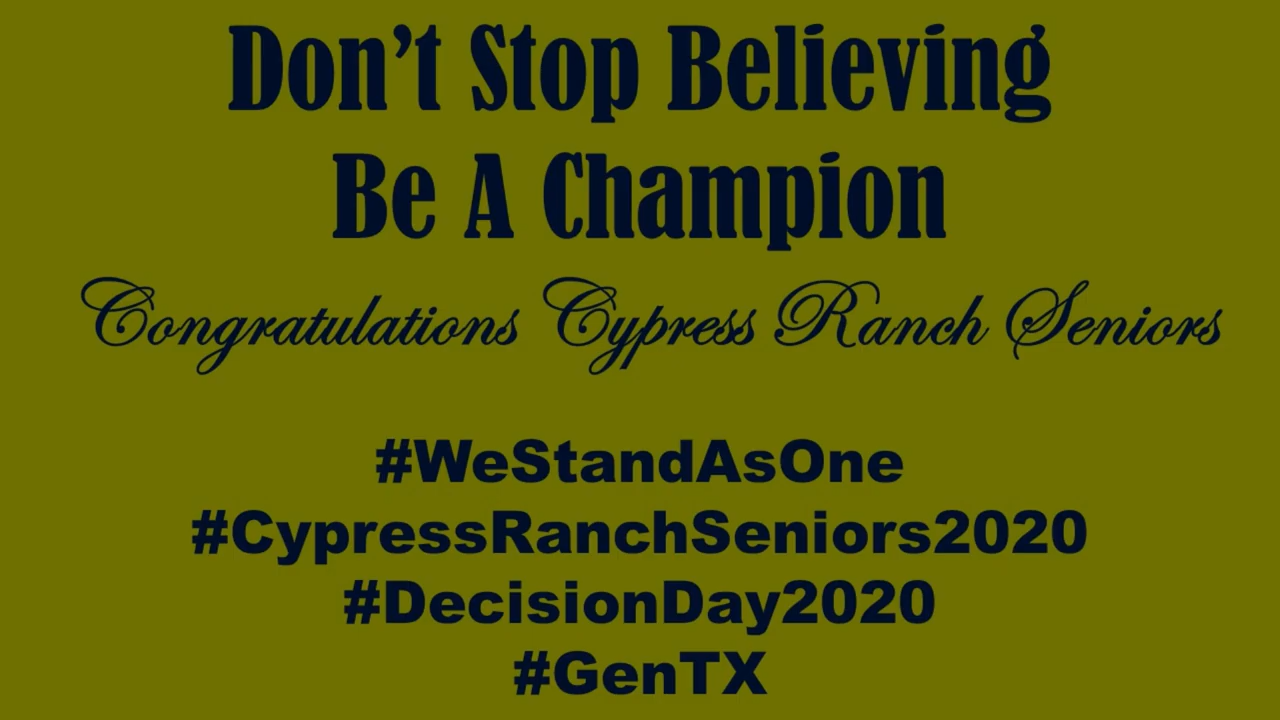 Don’t Stop Believing
Be A Champion
Congratulations Cypress Ranch Seniors
#WeStandAsOne
#CypressRanchSeniors2020
#DecisionDay2020
#GenTX